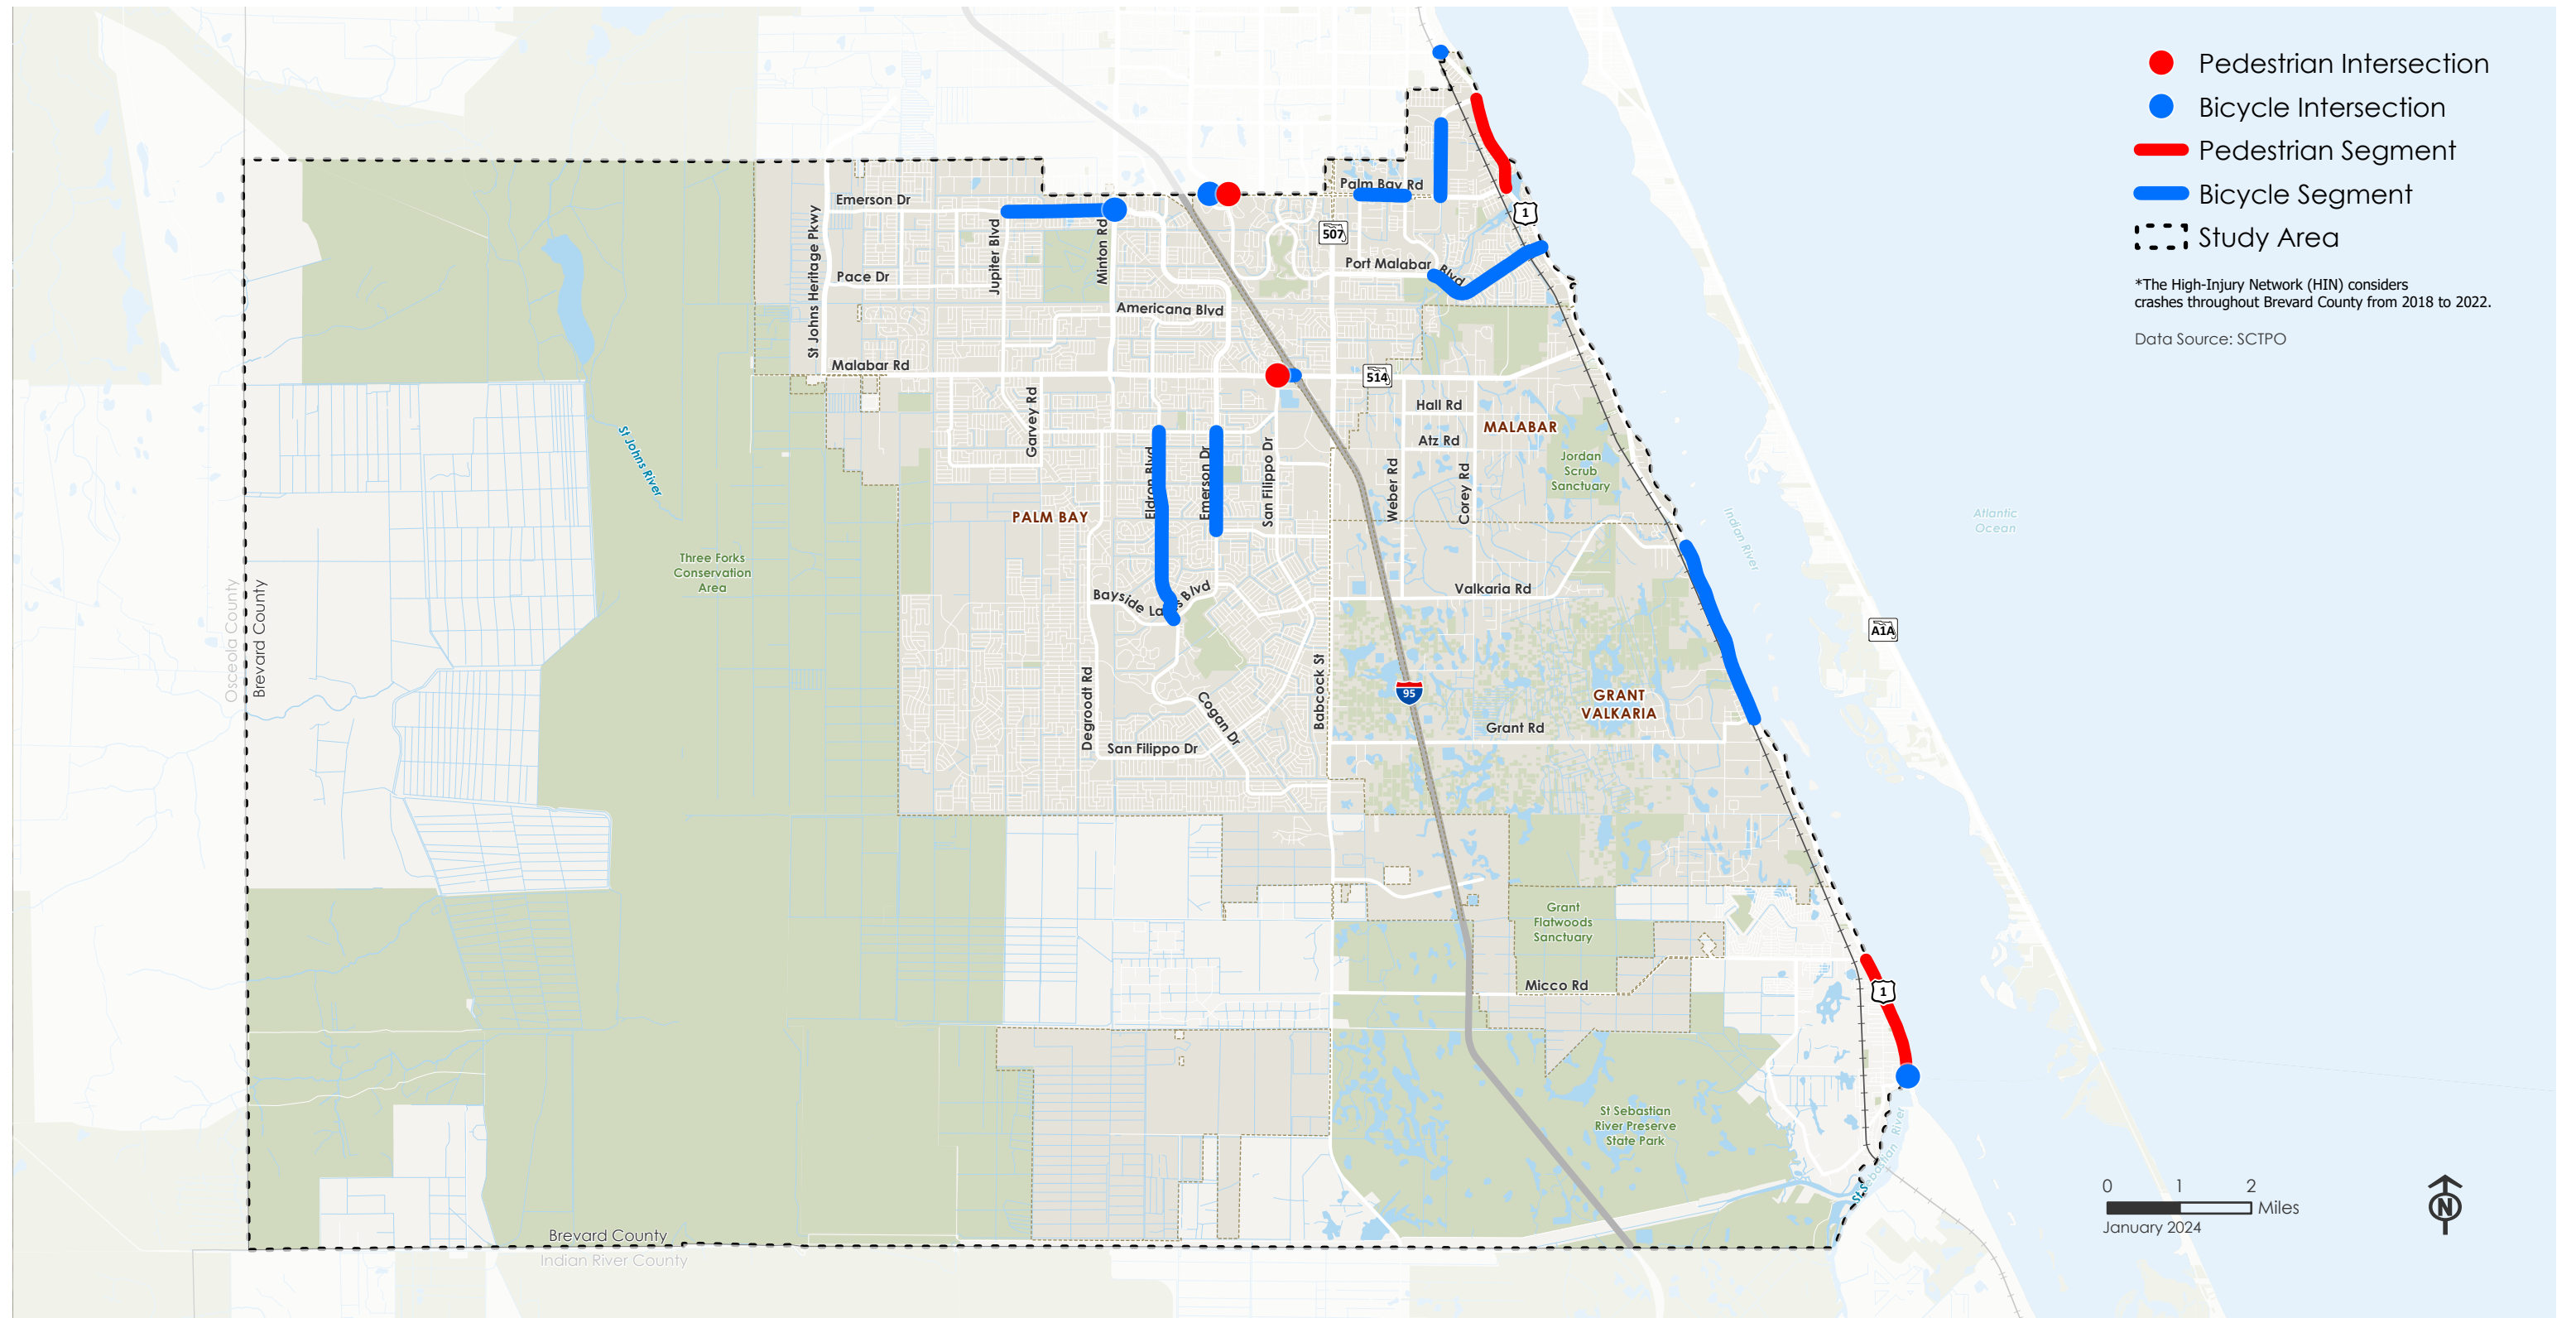 Pedestrian Intersection
Bicycle Intersection
Pedestrian Segment
Bicycle Segment
Study Area
*The High-Injury Network (HIN) considers
crashes throughout Brevard County from 2018 to 2022.
Data Source: SCTPO
Palm Bay Rd
Emerson Dr
1
507
St Johns Heritage Pkwy
Jupiter Blvd
Minton Rd
Port Malabar Blvd
Pace Dr
Americana Blvd
Malabar Rd
514
Hall Rd
Garvey Rd
MALABAR
Atz Rd
St Johns River
Eldron Blvd
Emerson Dr
San Filippo Dr
Weber Rd
Corey Rd
Jordan
Scrub
Sanctuary
PALM BAY
Indian River
Atlantic
Ocean
Three Forks
Conservation
Area
Osceola County
Brevard County
Bayside Lakes Blvd
Valkaria Rd
A1A
Degroodt Rd
Babcock St
95
GRANT
VALKARIA
Cogan Dr
Grant Rd
San Filippo Dr
Grant
Flatwoods
Sanctuary
Micco Rd
1
St Sebastian
River Preserve
State Park
St Sebastian River
0 1 2
Miles
January 2024
N
Brevard County
Indian River County